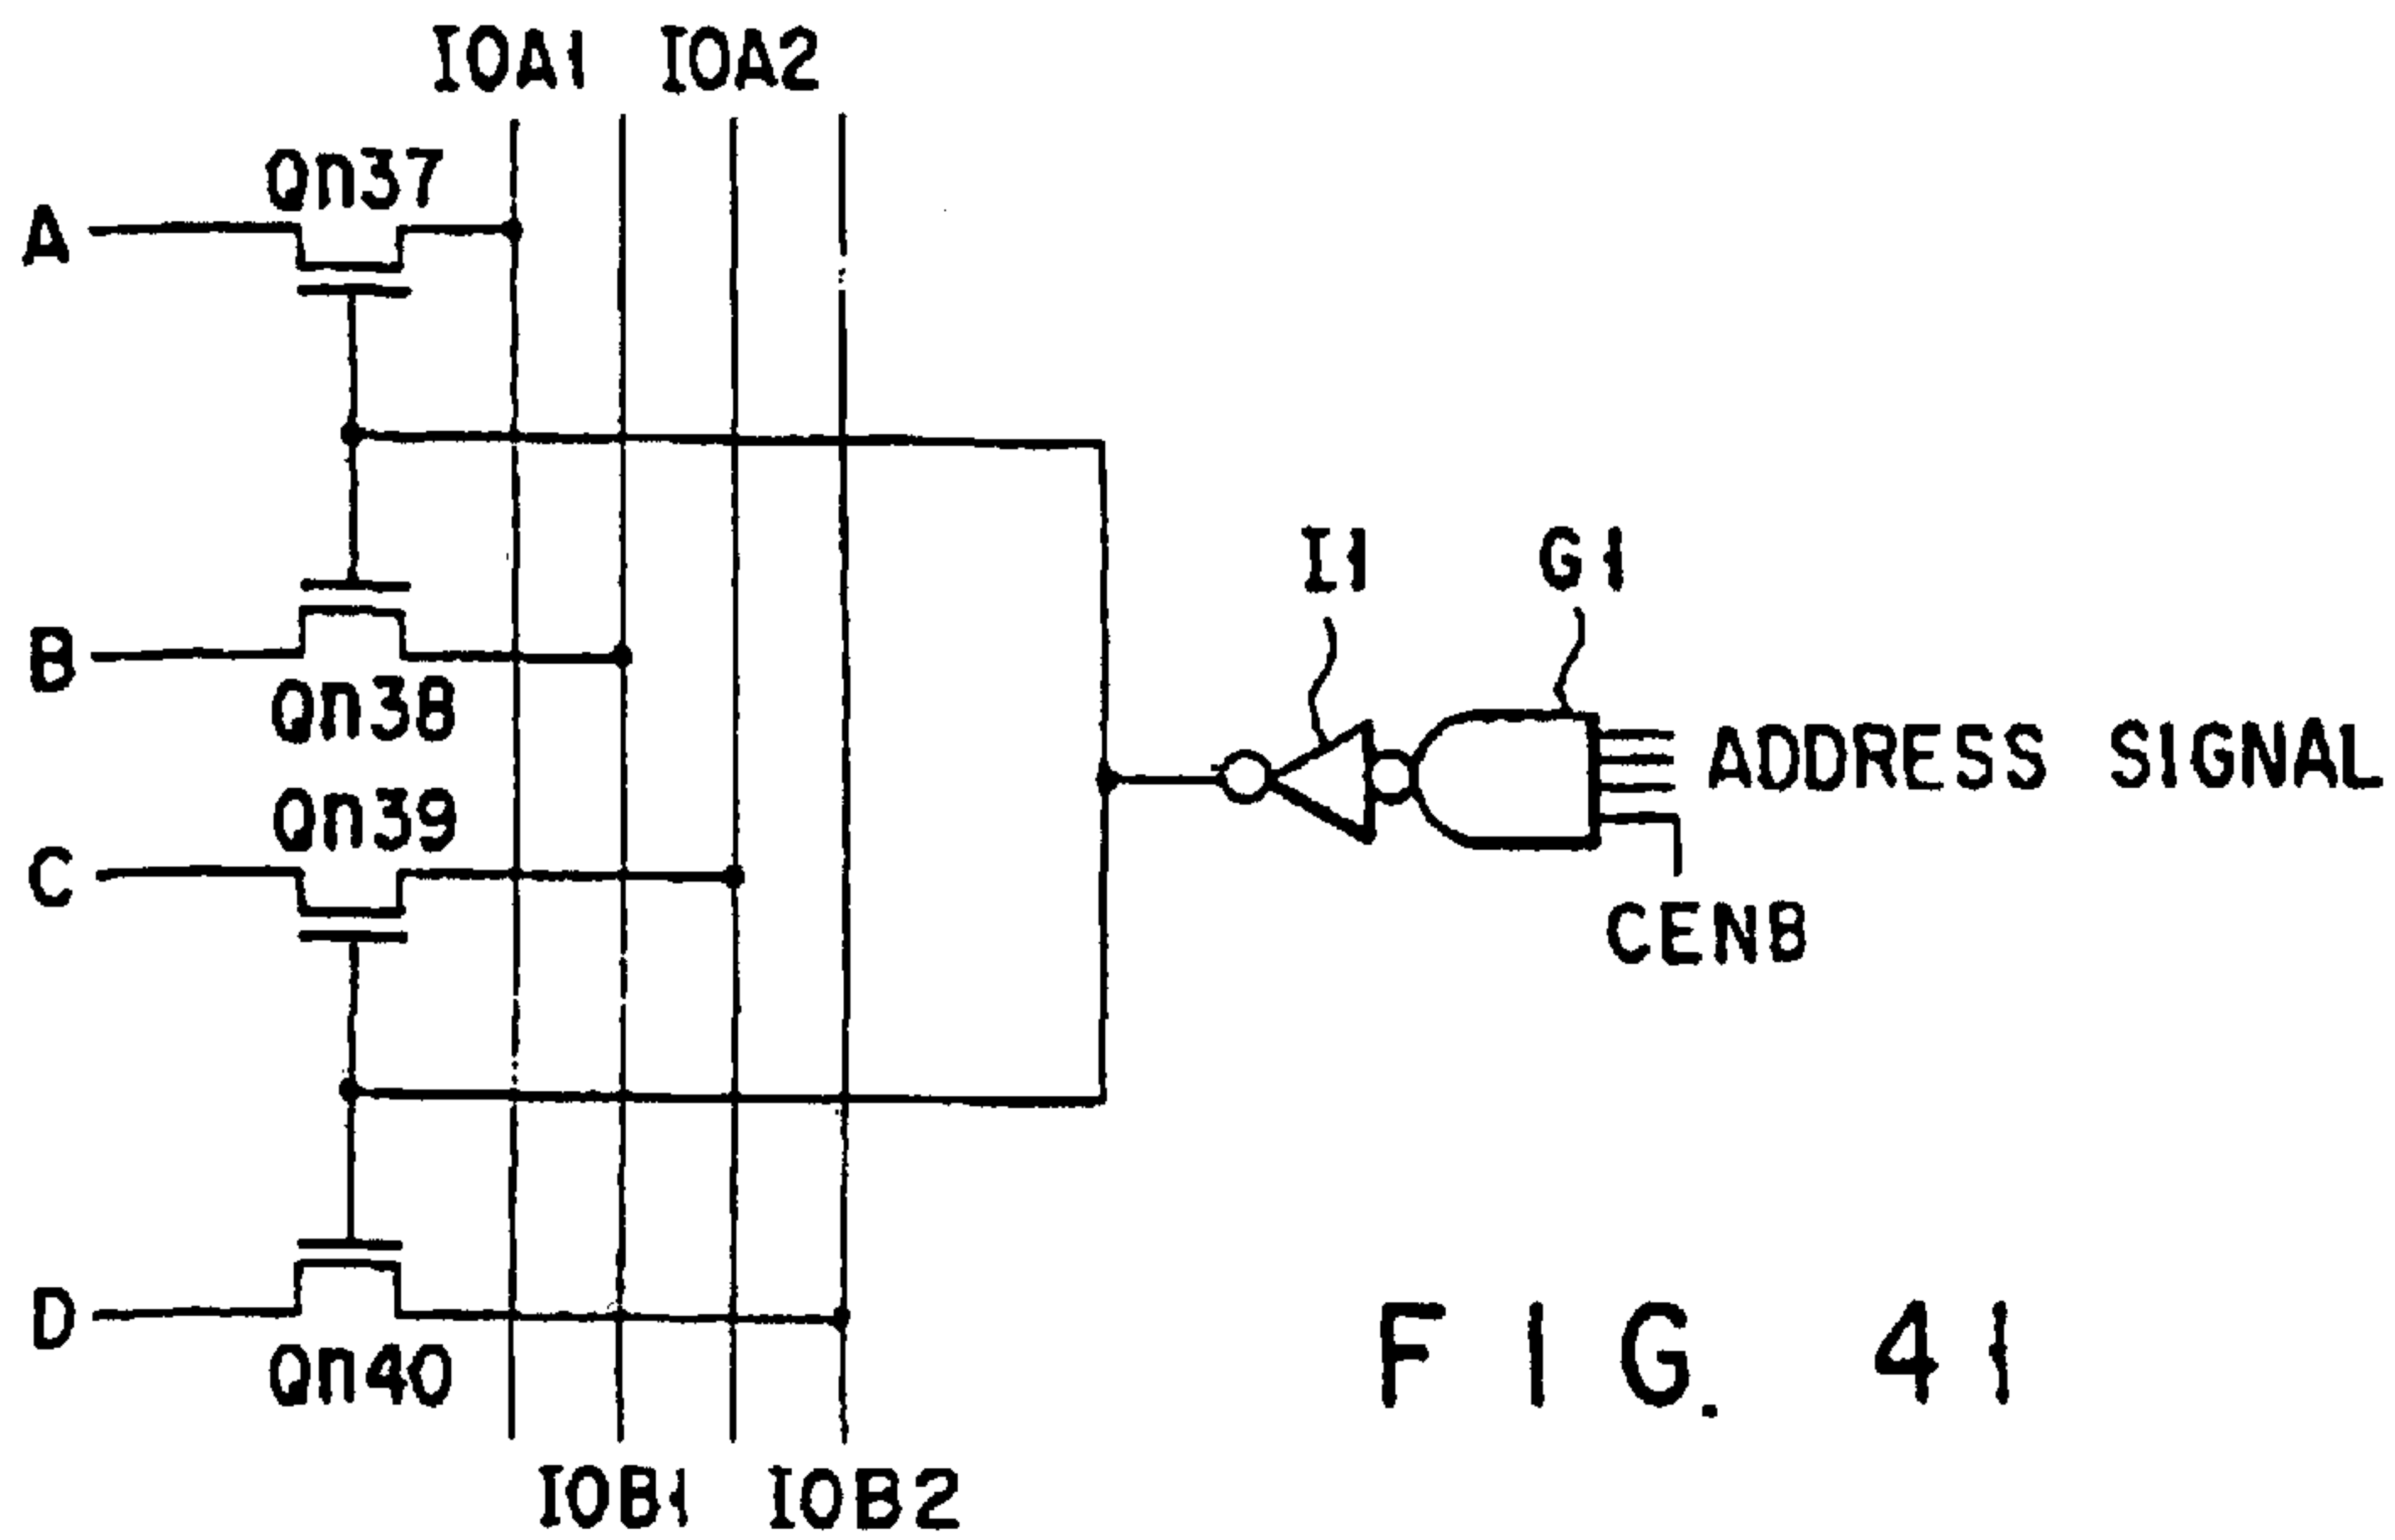 IOA1 IOA2
Qn37
A
I1 G1
B
Qn38
ADDRESS SIGNAL
Qn39
C
CENB
D
Qn40
FIG. 41
IOB1 IOB2